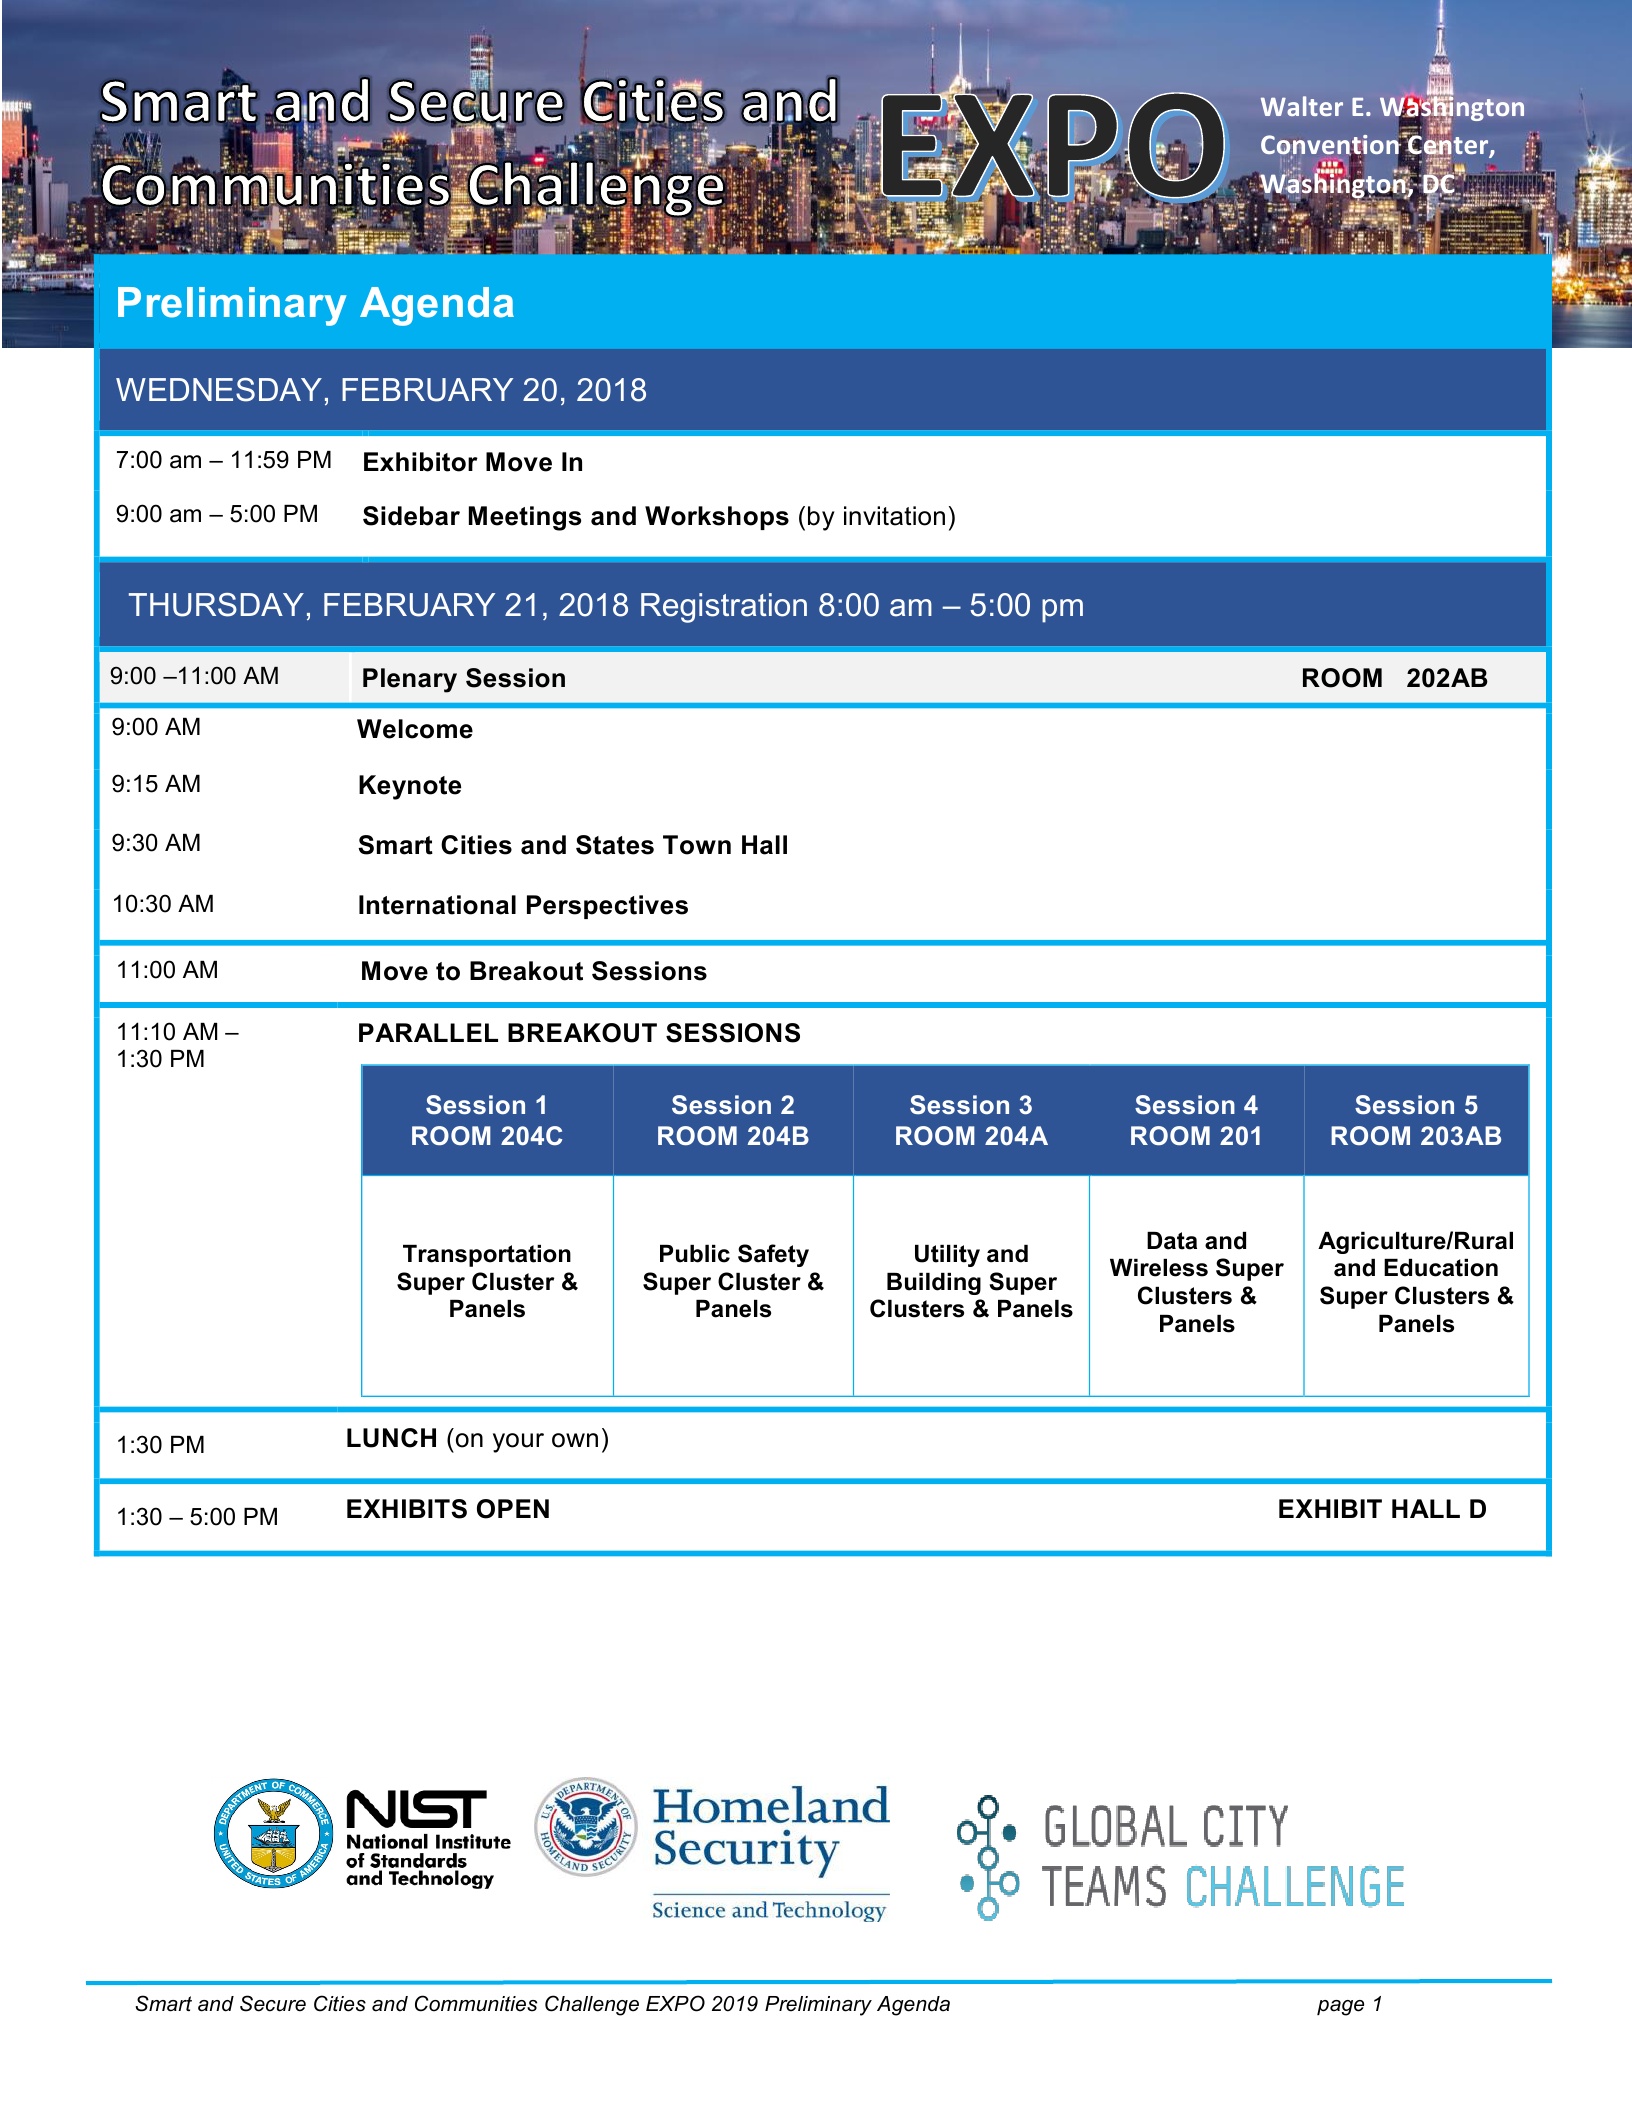 Smart and Secure Cities and
Communities Challenge
EXPO
Walter E. Washington
Convention Center,
Washington, DC
Preliminary Agenda
WEDNESDAY, FEBRUARY 20, 2018
7:00 am – 11:59 PM Exhibitor Move In
9:00 am – 5:00 PM Sidebar Meetings and Workshops (by invitation)
THURSDAY, FEBRUARY 21, 2018 Registration 8:00 am – 5:00 pm
9:00 –11:00 AM Plenary Session ROOM 202AB
9:00 AM Welcome
9:15 AM Keynote
9:30 AM Smart Cities and States Town Hall
10:30 AM International Perspectives
11:00 AM Move to Breakout Sessions
11:10 AM –
1:30 PM
PARALLEL BREAKOUT SESSIONS
Session 1
ROOM 204C
Session 2
ROOM 204B
Session 3
ROOM 204A
Session 4
ROOM 201
Session 5
ROOM 203AB
Transportation
Super Cluster &
Panels
Public Safety
Super Cluster &
Panels
Utility and
Building Super
Clusters & Panels
Data and
Wireless Super
Clusters &
Panels
Agriculture/Rural
and Education
Super Clusters &
Panels
1:30 PM LUNCH (on your own)
1:30 – 5:00 PM EXHIBITS OPEN EXHIBIT HALL D
DEPARTMENT OF COMMERCE
UNITED STATES OF AMERICA
NIST
National Institute
of Standards
and Technology
U.S. DEPARTMENT OF
HOMELAND SECURITY
Homeland
Security
Science and Technology
GLOBAL CITY
TEAMS CHALLENGE
Smart and Secure Cities and Communities Challenge EXPO 2019 Preliminary Agenda page 1